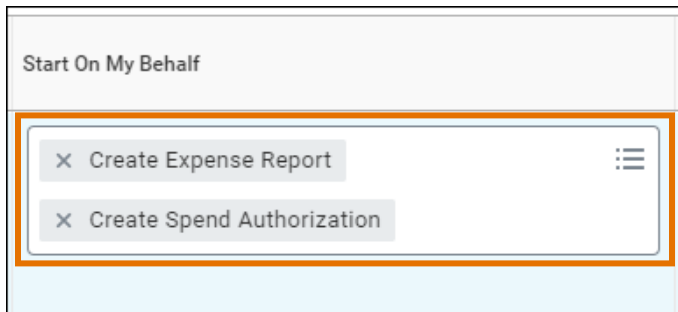 Start On My Behalf
× Create Expense Report
× Create Spend Authorization